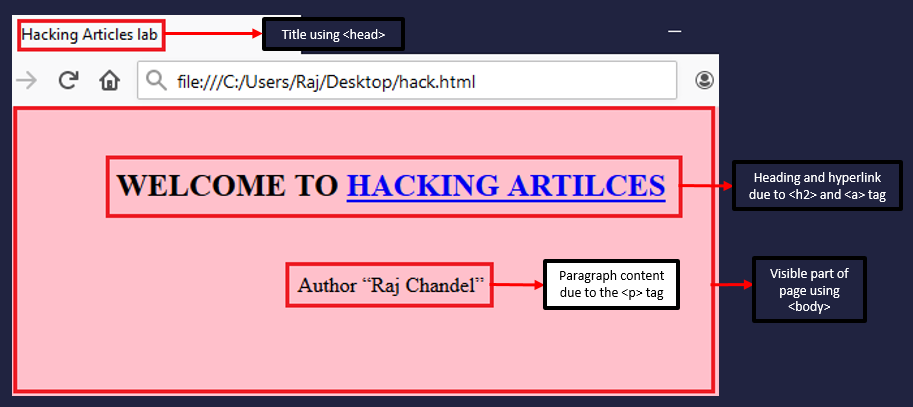 Hacking Articles lab
Title using <head>
file:///C:/Users/Raj/Desktop/hack.html
WELCOME TO HACKING ARTILCES
Heading and hyperlink
due to <h2> and <a> tag
Author “Raj Chandel”
Paragraph content
due to the <p> tag
Visible part of
page using
<body>